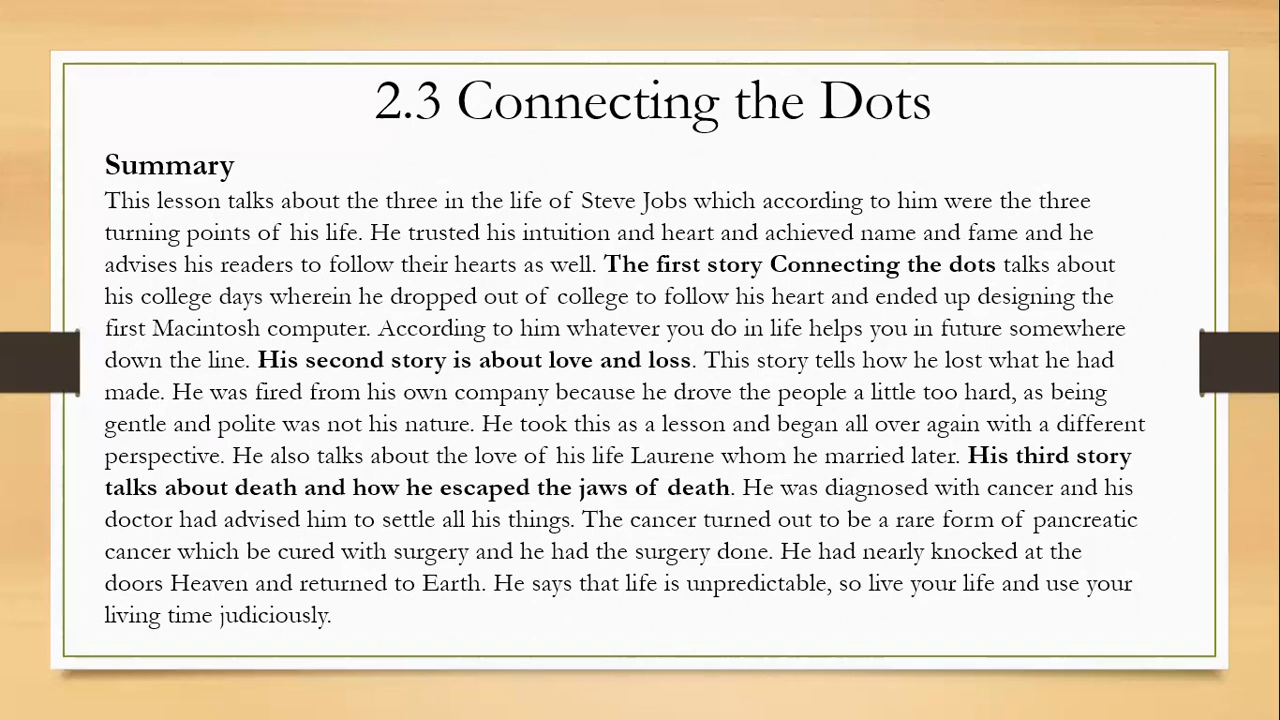 2.3 Connecting the Dots
Summary
This lesson talks about the three in the life of Steve Jobs which according to him were the three
turning points of his life. He trusted his intuition and heart and achieved name and fame and he
advises his readers to follow their hearts as well. The first story Connecting the dots talks about
his college days wherein he dropped out of college to follow his heart and ended up designing the
first Macintosh computer. According to him whatever you do in life helps you in future somewhere
down the line. His second story is about love and loss. This story tells how he lost what he had
made. He was fired from his own company because he drove the people a little too hard, as being
gentle and polite was not his nature. He took this as a lesson and began all over again with a different
perspective. He also talks about the love of his life Laurene whom he married later. His third story
talks about death and how he escaped the jaws of death. He was diagnosed with cancer and his
doctor had advised him to settle all his things. The cancer turned out to be a rare form of pancreatic
cancer which be cured with surgery and he had the surgery done. He had nearly knocked at the
doors Heaven and returned to Earth. He says that life is unpredictable, so live your life and use your
living time judiciously.